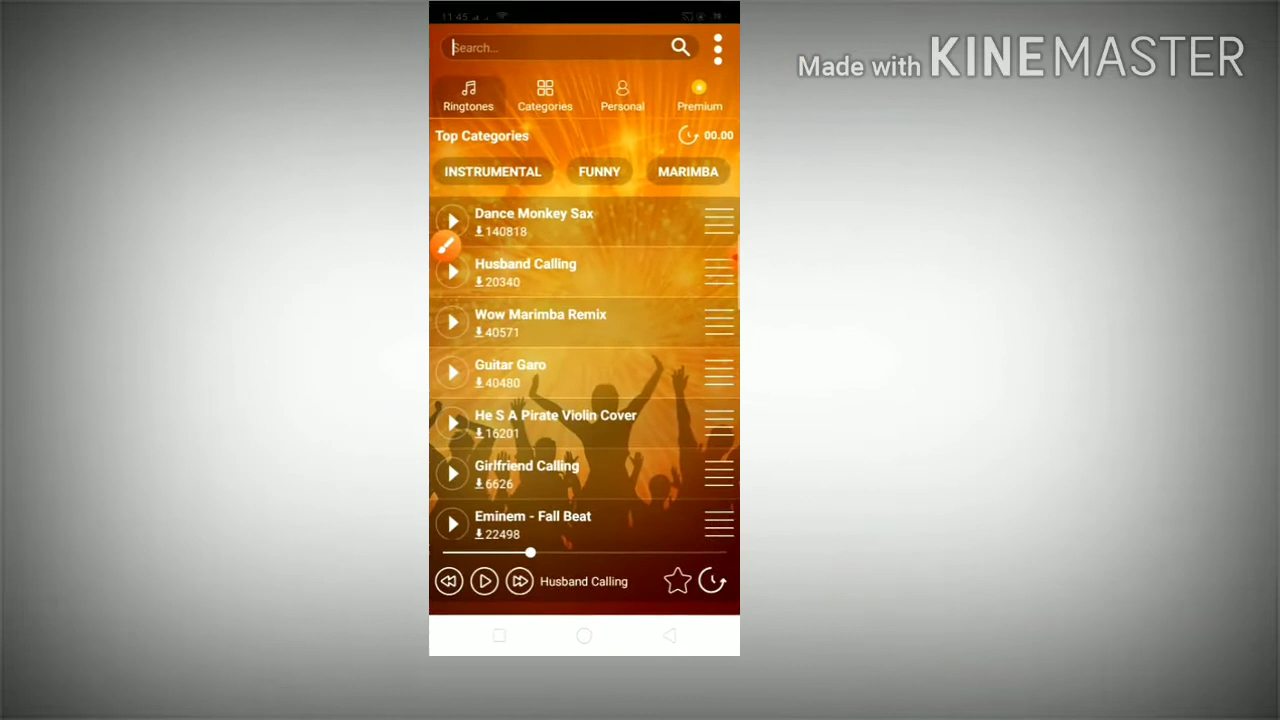 11:45
Search...
Made with KINEMASTER
Ringtones Categories Personal Premium
Top Categories 00.00
INSTRUMENTAL FUNNY MARIMBA
Dance Monkey Sax
140818
Husband Calling
20340
Wow Marimba Remix
40571
Guitar Garo
40480
He S A Pirate Violin Cover
16201
Girlfriend Calling
6626
Eminem - Fall Beat
22498
Husband Calling